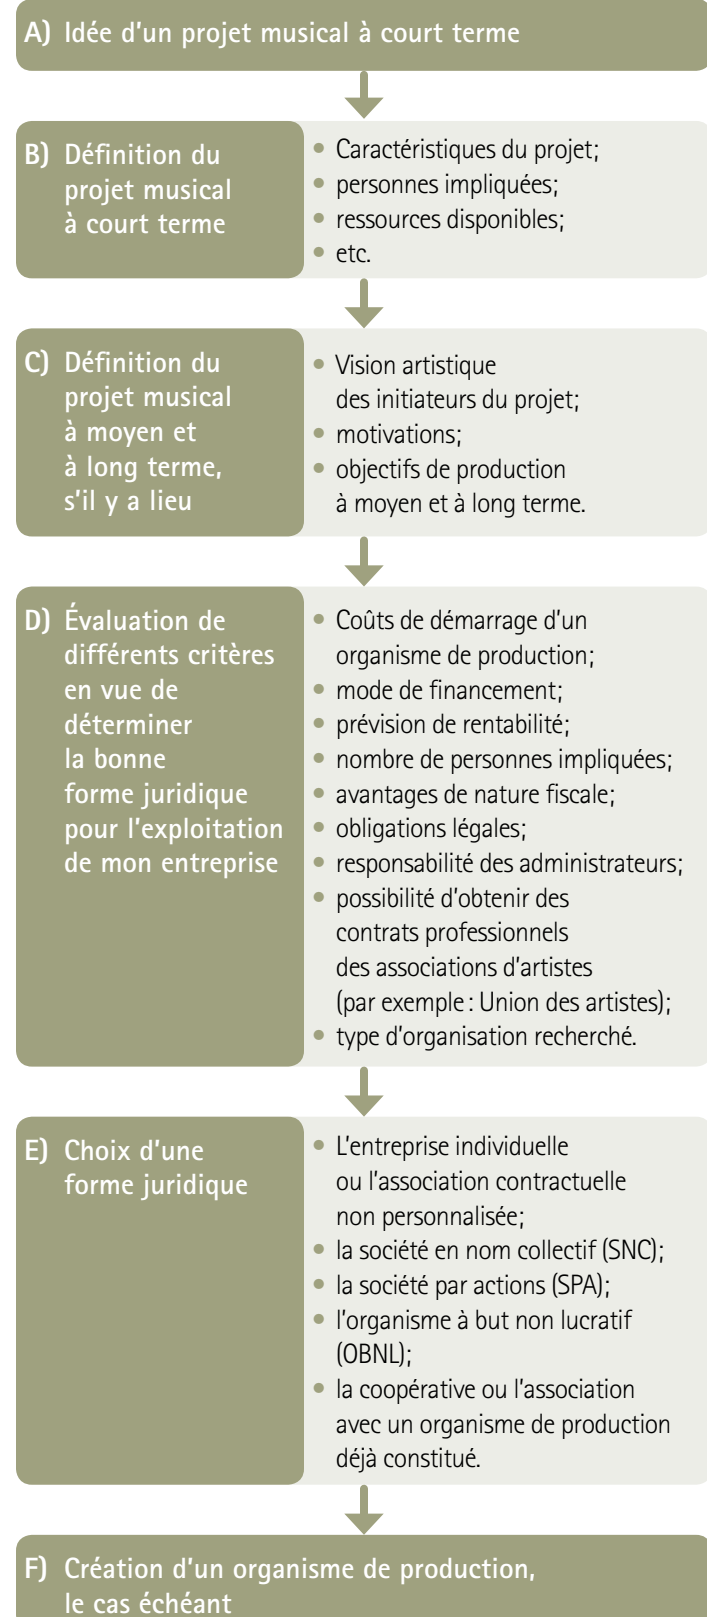 A) Idée d'un projet musical à court terme
B) Définition du
projet musical
à court terme
• Caractéristiques du projet;
• personnes impliquées;
• ressources disponibles;
• etc.
C) Définition du
projet musical
à moyen et
à long terme,
s'il y a lieu
• Vision artistique
des initiateurs du projet;
• motivations;
• objectifs de production
à moyen et à long terme.
D) Évaluation de
différents critères
en vue de
déterminer
la bonne
forme juridique
pour l'exploitation
de mon entreprise
• Coûts de démarrage d'un
organisme de production;
• mode de financement;
• prévision de rentabilité;
• nombre de personnes impliquées;
• avantages de nature fiscale;
• obligations légales;
• responsabilité des administrateurs;
• possibilité d'obtenir des
contrats professionnels
des associations d'artistes
(par exemple : Union des artistes);
• type d'organisation recherché.
E) Choix d'une
forme juridique
• L'entreprise individuelle
ou l'association contractuelle
non personnalisée;
• la société en nom collectif (SNC);
• la société par actions (SPA);
• l'organisme à but non lucratif
(OBNL);
• la coopérative ou l'association
avec un organisme de production
déjà constitué.
F) Création d'un organisme de production,
le cas échéant